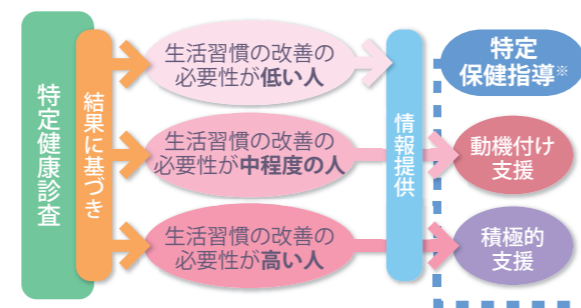 特定健康診査
結果に基づき
生活習慣の改善の
必要性が低い人
生活習慣の改善の
必要性が中程度の人
生活習慣の改善の
必要性が高い人
情報提供
特定
保健指導※
動機付け
支援
積極的
支援